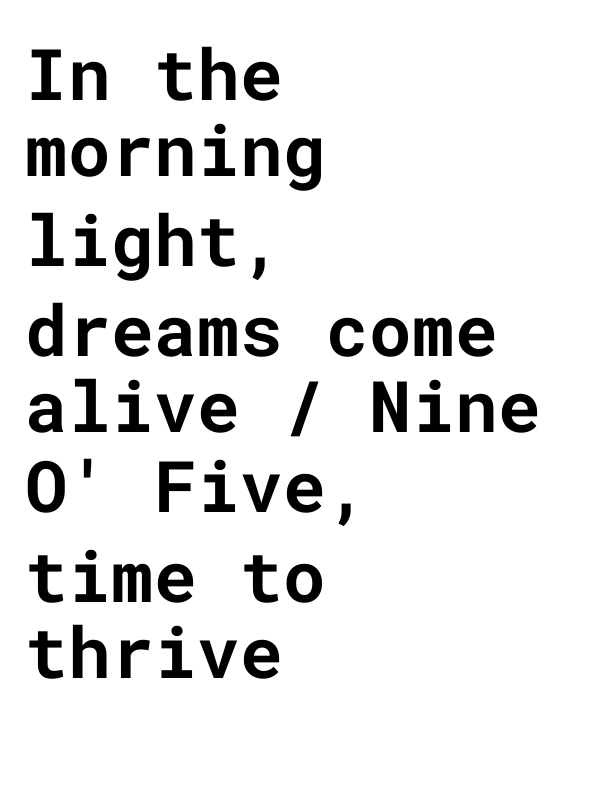 In the
morning
light,
dreams come
alive / Nine
O' Five,
time to
thrive